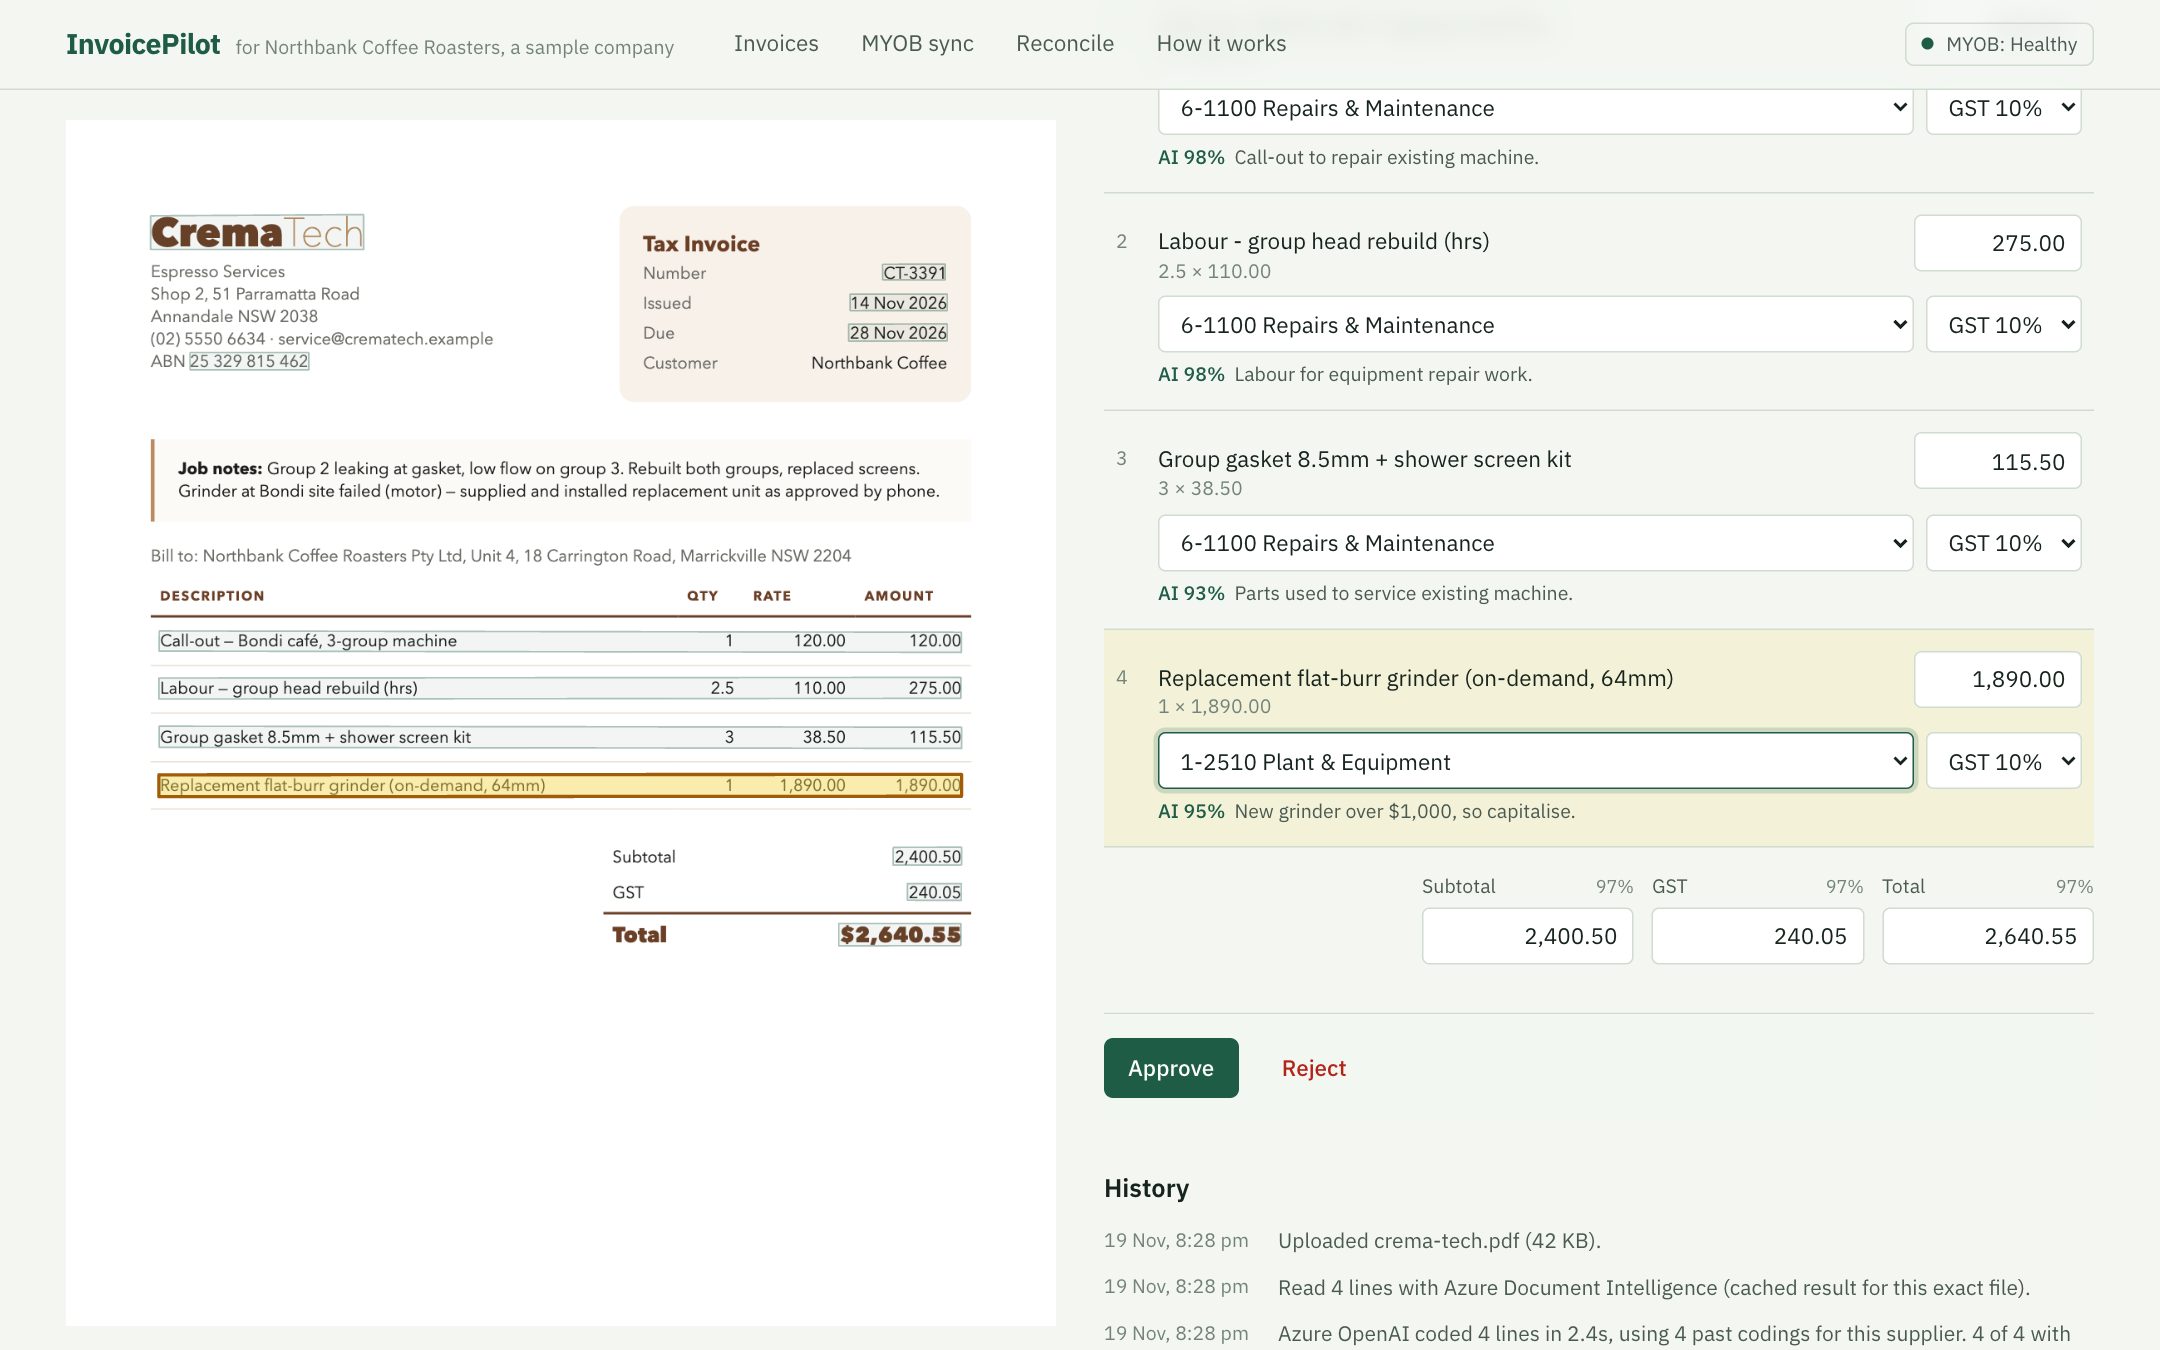 InvoicePilot for Northbank Coffee Roasters, a sample company Invoices MYOB sync Reconcile How it works MYOB: Healthy
CremaTech
Espresso Services
Shop 2, 51 Parramatta Road
Annandale NSW 2038
(02) 5550 6634 · service@crematech.example
ABN 25 329 815 462
Tax Invoice
Number CT-3391
Issued 14 Nov 2026
Due 28 Nov 2026
Customer Northbank Coffee
Job notes: Group 2 leaking at gasket, low flow on group 3. Rebuilt both groups, replaced screens.
Grinder at Bondi site failed (motor) – supplied and installed replacement unit as approved by phone.
Bill to: Northbank Coffee Roasters Pty Ltd, Unit 4, 18 Carrington Road, Marrickville NSW 2204
DESCRIPTION QTY RATE AMOUNT
Call-out – Bondi café, 3-group machine 1 120.00 120.00
Labour – group head rebuild (hrs) 2.5 110.00 275.00
Group gasket 8.5mm + shower screen kit 3 38.50 115.50
Replacement flat-burr grinder (on-demand, 64mm) 1 1,890.00 1,890.00
Subtotal 2,400.50
GST 240.05
Total $2,640.55
6-1100 Repairs & Maintenance GST 10%
AI 98% Call-out to repair existing machine.
2 Labour - group head rebuild (hrs) 275.00
2.5 × 110.00
6-1100 Repairs & Maintenance GST 10%
AI 98% Labour for equipment repair work.
3 Group gasket 8.5mm + shower screen kit 115.50
3 × 38.50
6-1100 Repairs & Maintenance GST 10%
AI 93% Parts used to service existing machine.
4 Replacement flat-burr grinder (on-demand, 64mm) 1,890.00
1 × 1,890.00
1-2510 Plant & Equipment GST 10%
AI 95% New grinder over $1,000, so capitalise.
Subtotal 97% GST 97% Total 97%
2,400.50 240.05 2,640.55
Approve Reject
History
19 Nov, 8:28 pm Uploaded crema-tech.pdf (42 KB).
19 Nov, 8:28 pm Read 4 lines with Azure Document Intelligence (cached result for this exact file).
19 Nov, 8:28 pm Azure OpenAI coded 4 lines in 2.4s, using 4 past codings for this supplier. 4 of 4 with